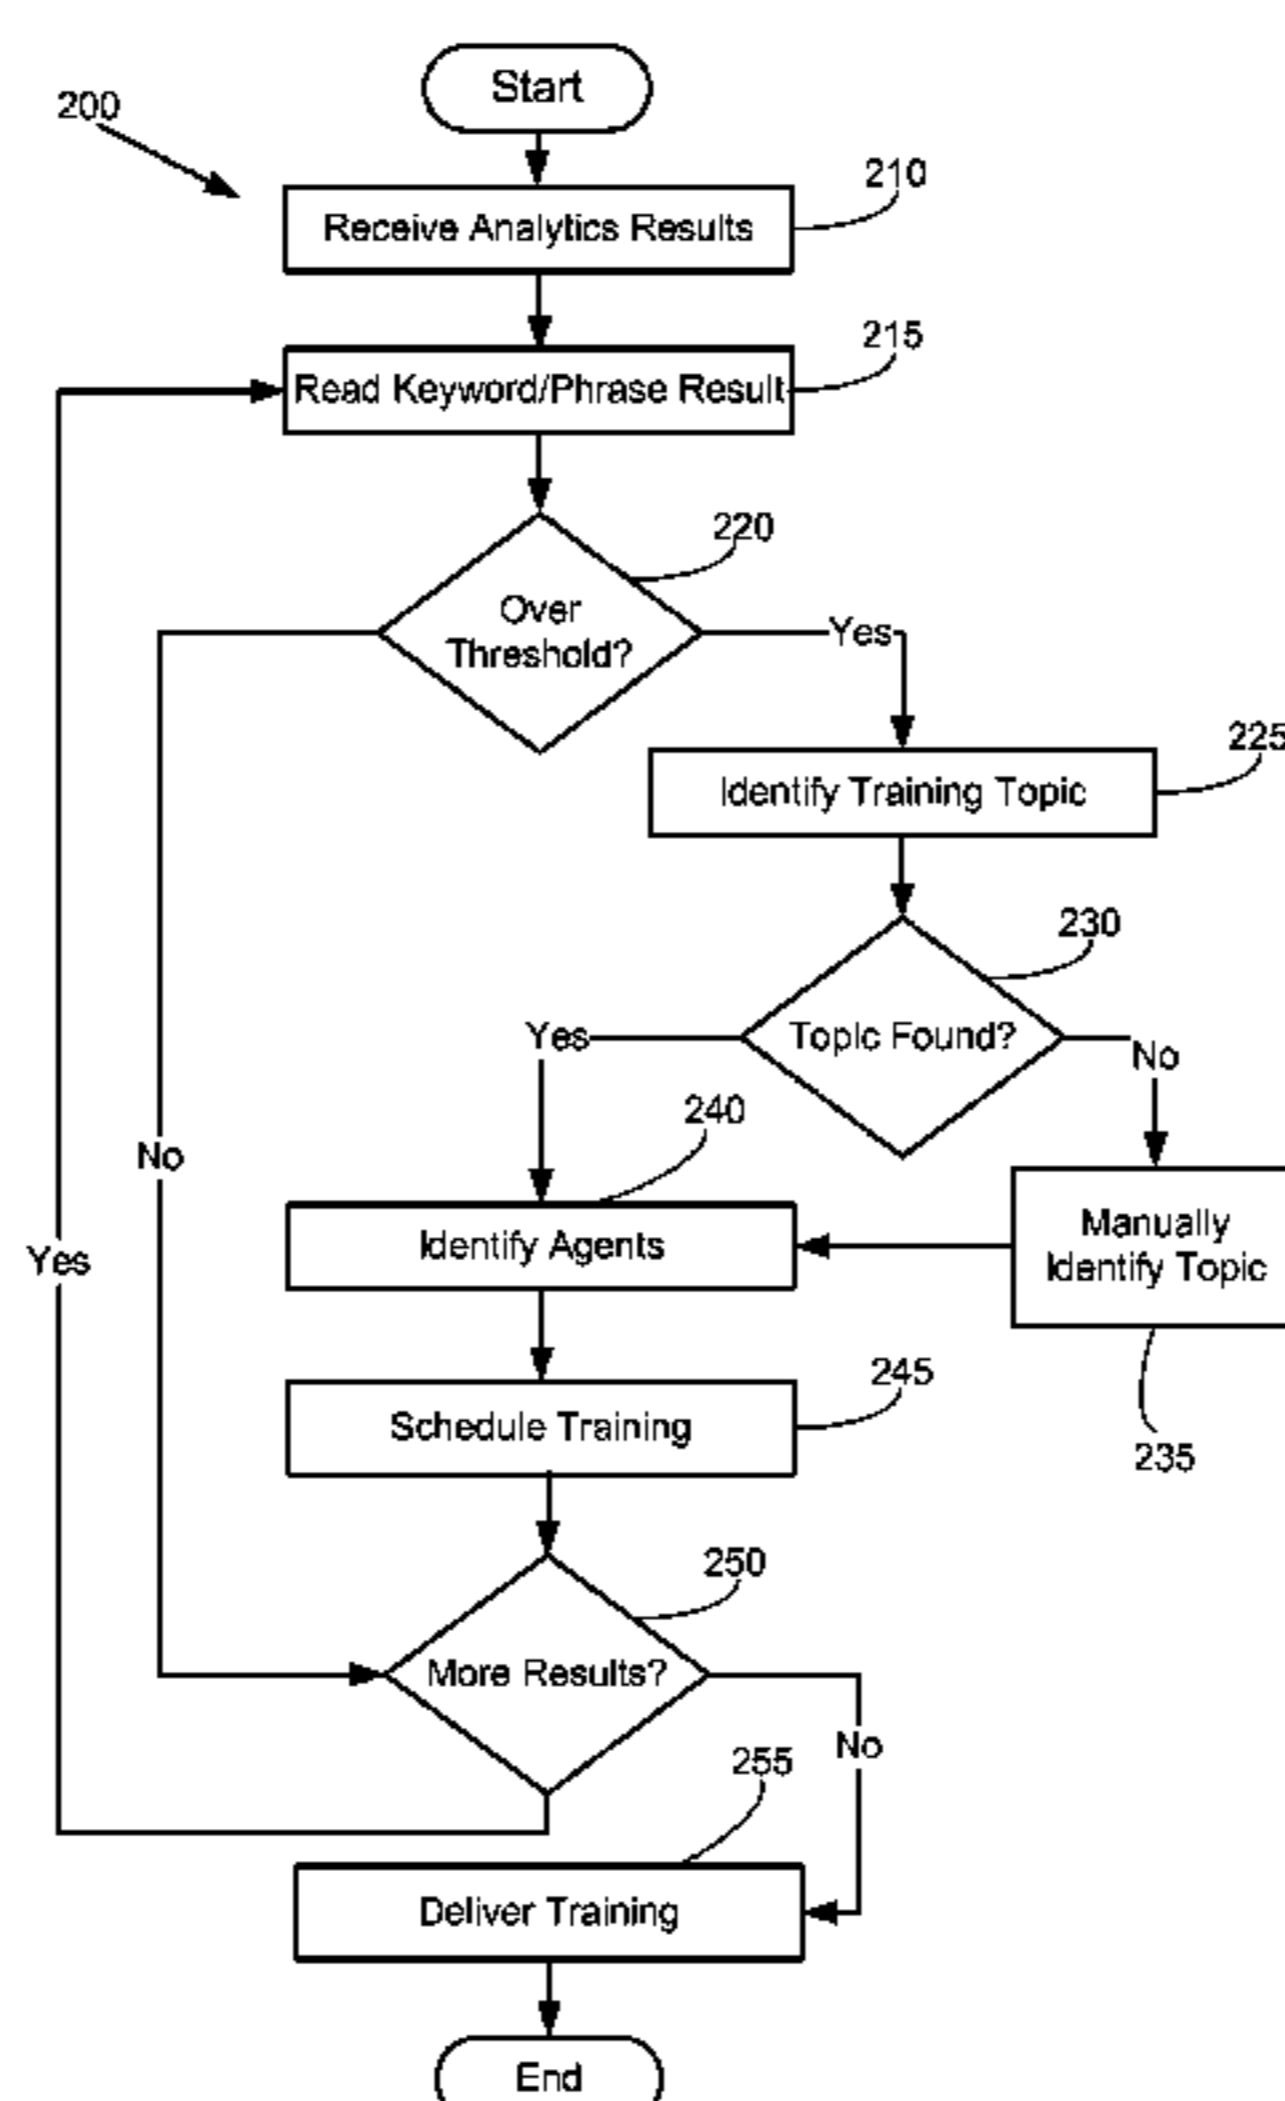 Start
200
210
Receive Analytics Results
215
Read Keyword/Phrase Result
220
Over
Threshold?
Yes
225
Identify Training Topic
230
Topic Found?
Yes
No
240
No
Manually
Identify Topic
Identify Agents
Yes
245
Schedule Training
235
250
More Results?
No
255
Deliver Training
End